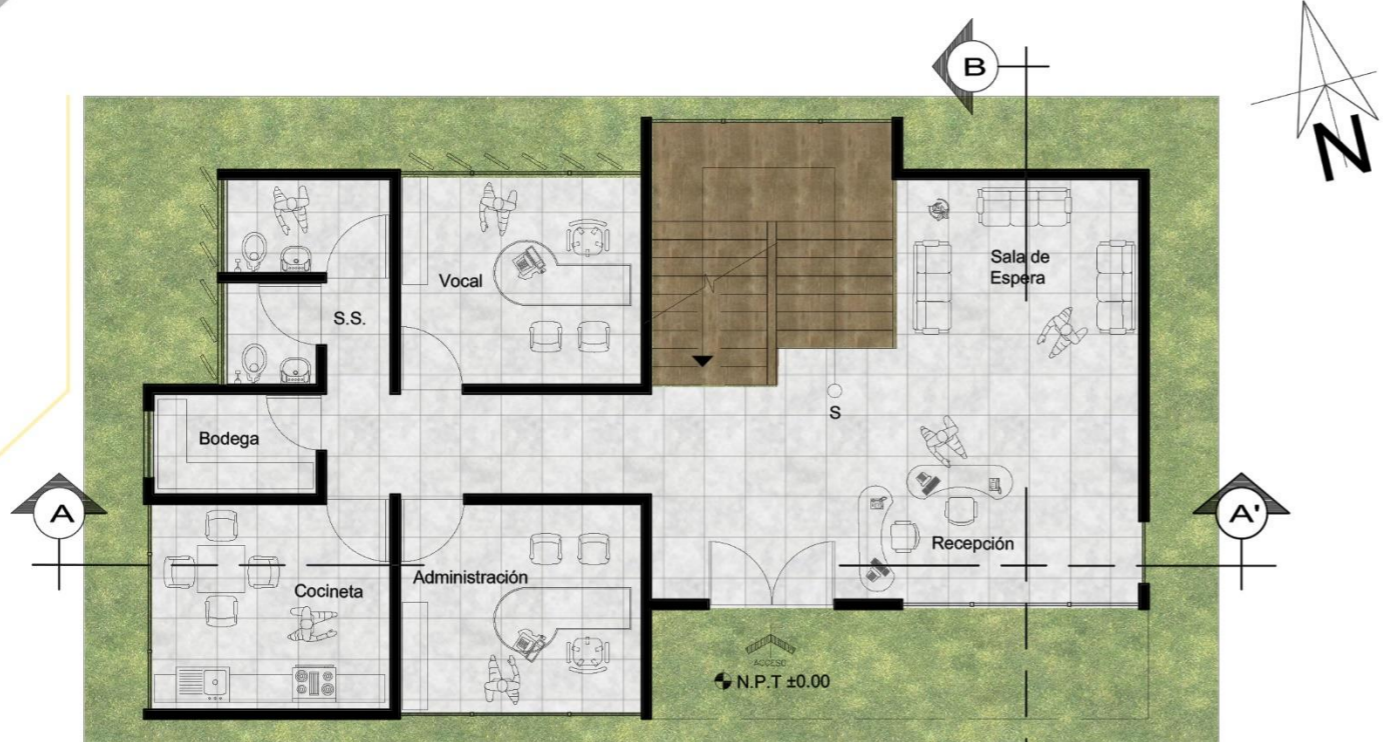 B
N
Sala de
Espera
Vocal
S.S.
S
Bodega
A
A'
Recepción
Administración
Cocineta
ACCESO
N.P.T ±0.00